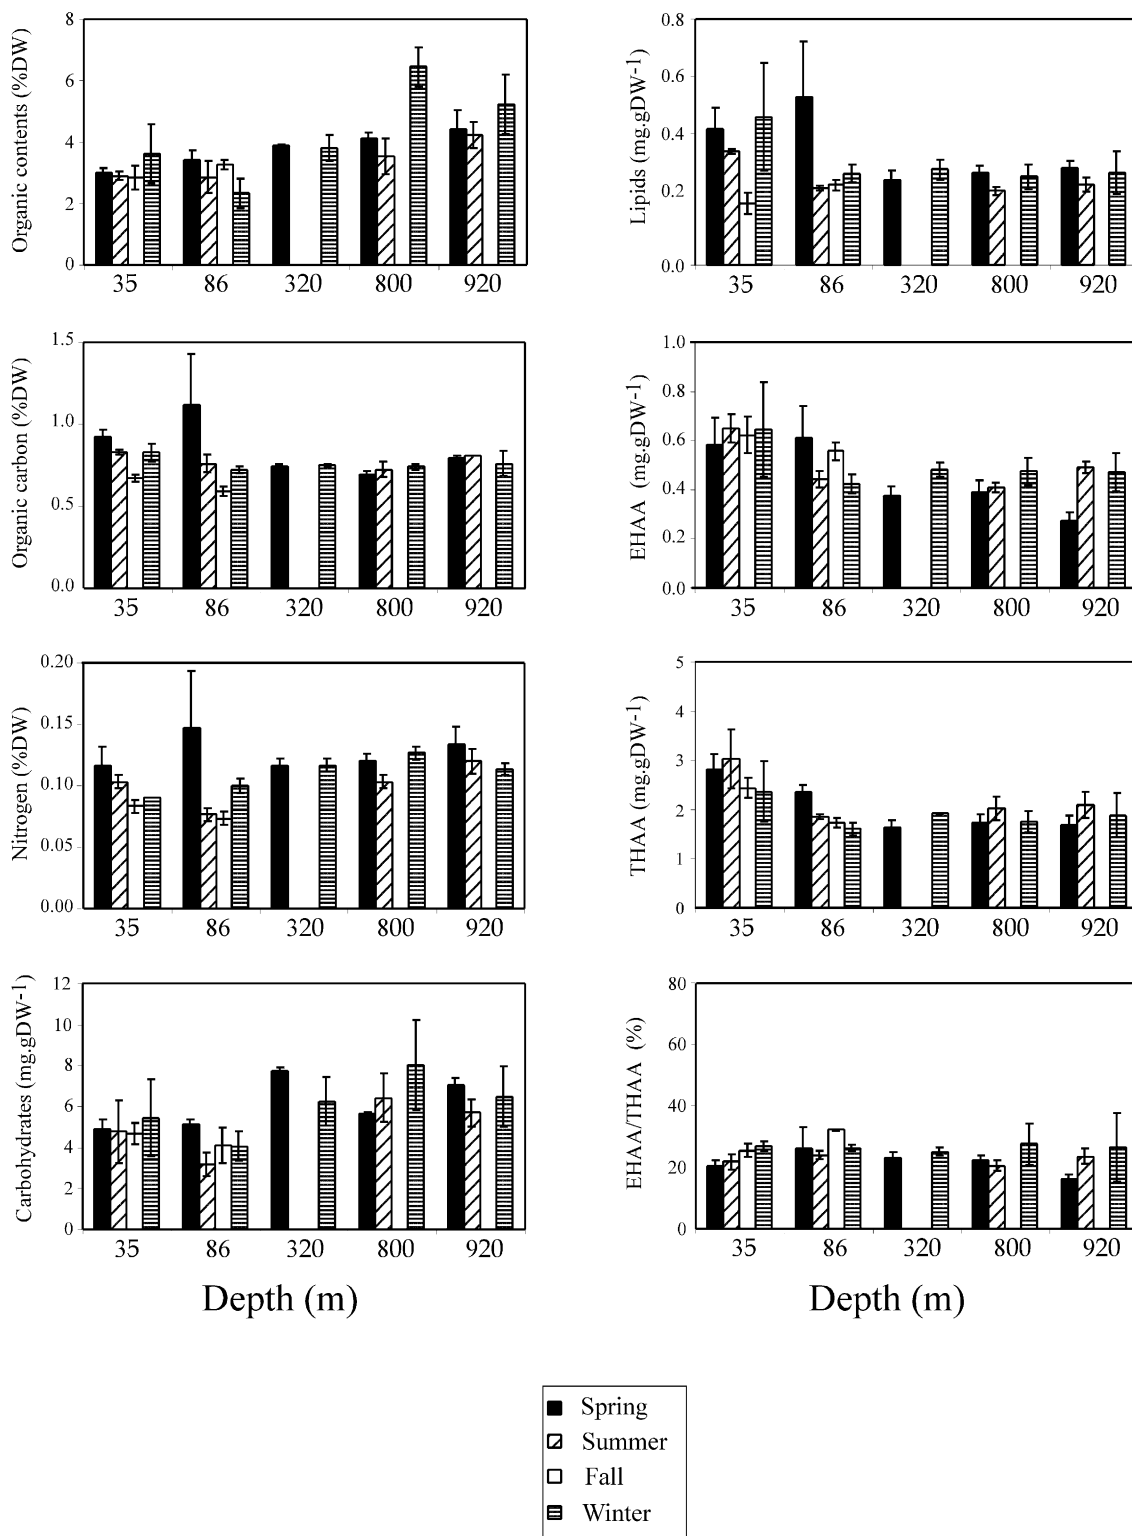 Organic contents (%DW)
8
6
4
2
0
35 86 320 800 920
Lipids (mg.gDW-1)
0.8
0.6
0.4
0.2
0.0
35 86 320 800 920
Organic carbon (%DW)
1.5
1.0
0.5
0.0
35 86 320 800 920
EHAA (mg.gDW-1)
1.0
0.8
0.6
0.4
0.2
0.0
35 86 320 800 920
Nitrogen (%DW)
0.20
0.15
0.10
0.05
0.00
35 86 320 800 920
THAA (mg.gDW-1)
5
4
3
2
1
0
35 86 320 800 920
Carbohydrates (mg.gDW-1)
12
10
8
6
4
2
0
35 86 320 800 920
Depth (m)
EHAA/THAA (%)
80
60
40
20
0
35 86 320 800 920
Depth (m)
Spring
Summer
Fall
Winter